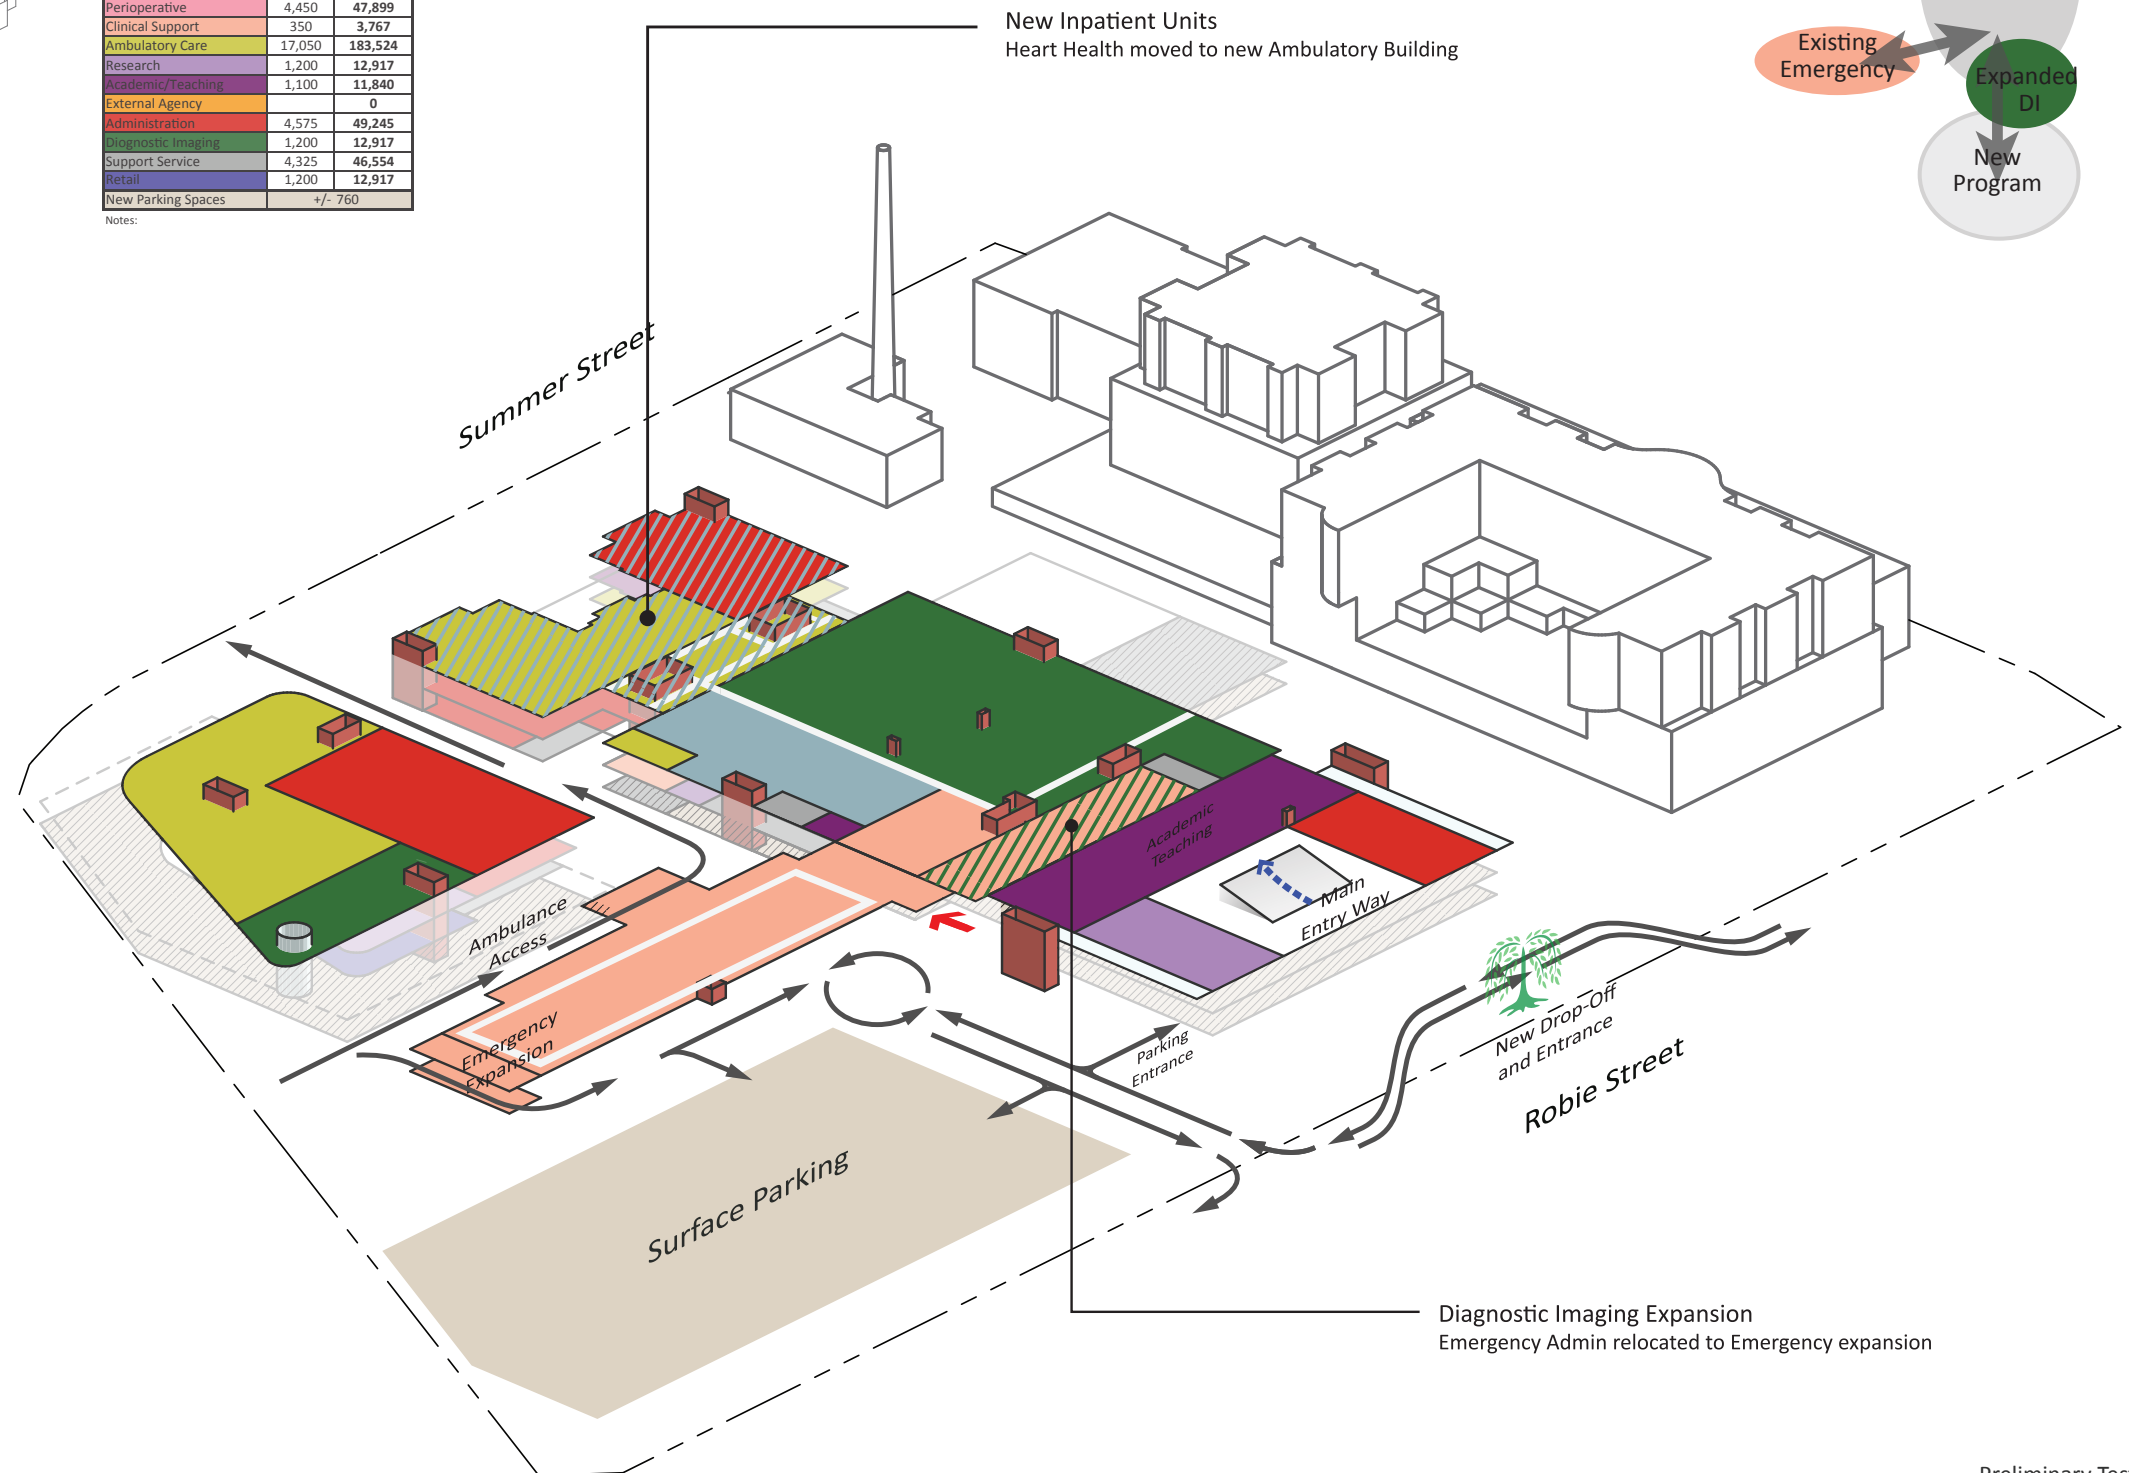 Perioperative 4,450 47,899
Clinical Support 350 3,767
Ambulatory Care 17,050 183,524
Research 1,200 12,917
Academic/Teaching 1,100 11,840
External Agency 0
Administration 4,575 49,245
Diognostic Imaging 1,200 12,917
Support Service 4,325 46,554
Retail 1,200 12,917
New Parking Spaces +/- 760
Notes:
New Inpatient Units
Heart Health moved to new Ambulatory Building
Existing
Emergency
Expanded
DI
New
Program
Summer Street
Academic
Teaching
Main
Entry Way
Ambulance
Access
Emergency
Expansion
Parking
Entrance
New Drop-Off
and Entrance
Robie Street
Surface Parking
Diagnostic Imaging Expansion
Emergency Admin relocated to Emergency expansion
Preliminary